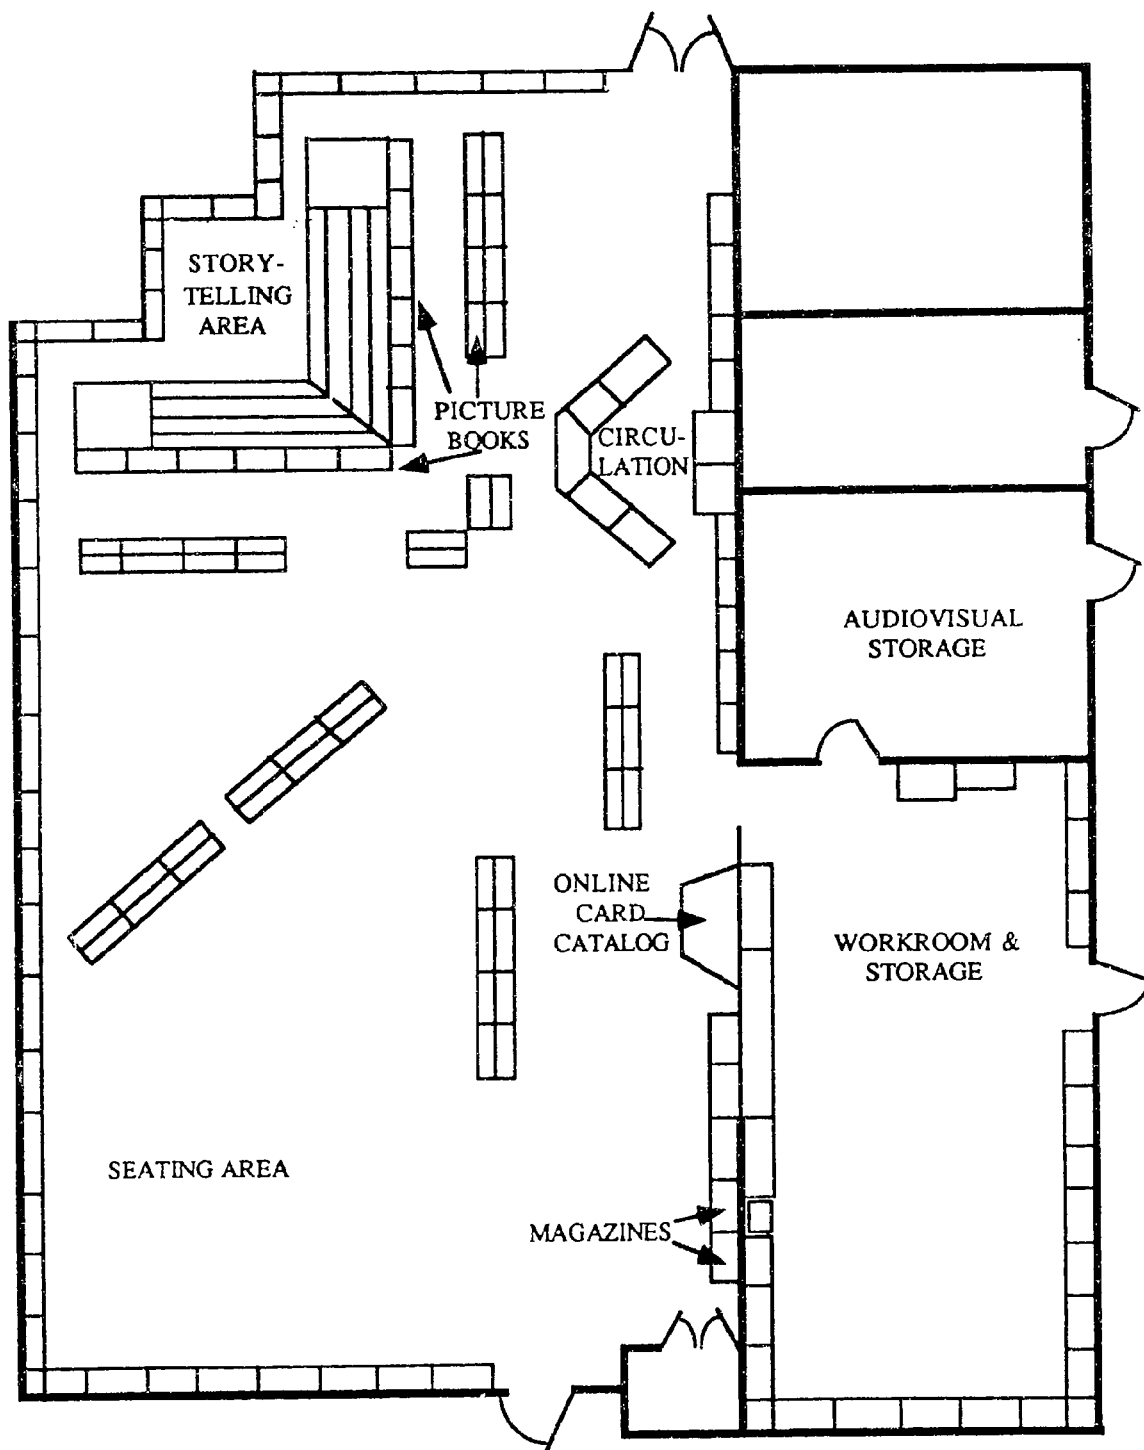 STORY-
TELLING
AREA
PICTURE
BOOKS
CIRCU-
LATION
AUDIOVISUAL
STORAGE
ONLINE
CARD
CATALOG
WORKROOM &
STORAGE
SEATING AREA
MAGAZINES